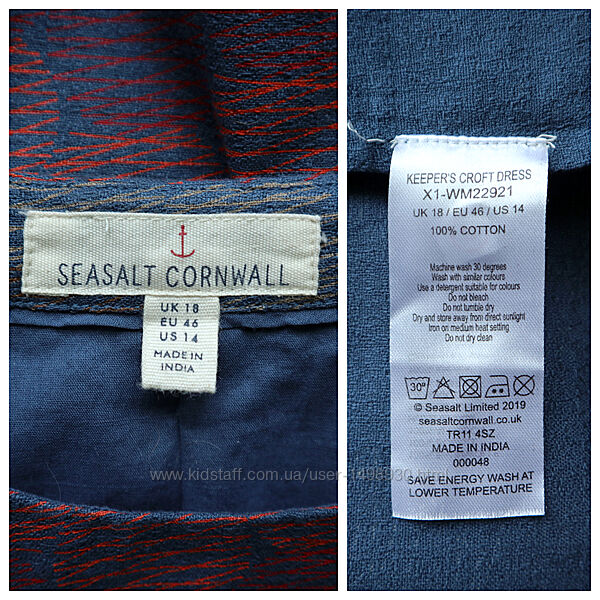 SEASALT CORNWALL
UK 18
EU 46
US 14
MADE IN
INDIA
KEEPER'S CROFT DRESS
X1-WM22921
UK 18 / EU 46 / US 14
100% COTTON
Machine wash 30 degrees
Wash with similar colours
Use a detergent suitable for colours
Do not bleach
Do not tumble dry
Dry and store away from direct sunlight
Iron on medium heat setting
Do not dry clean
30°
© Seasalt Limited 2019
seasaltcornwall.co.uk
TR11 4SZ
MADE IN INDIA
000048
SAVE ENERGY WASH AT
LOWER TEMPERATURE
www.kidstaff.com.ua/user-1498930.html